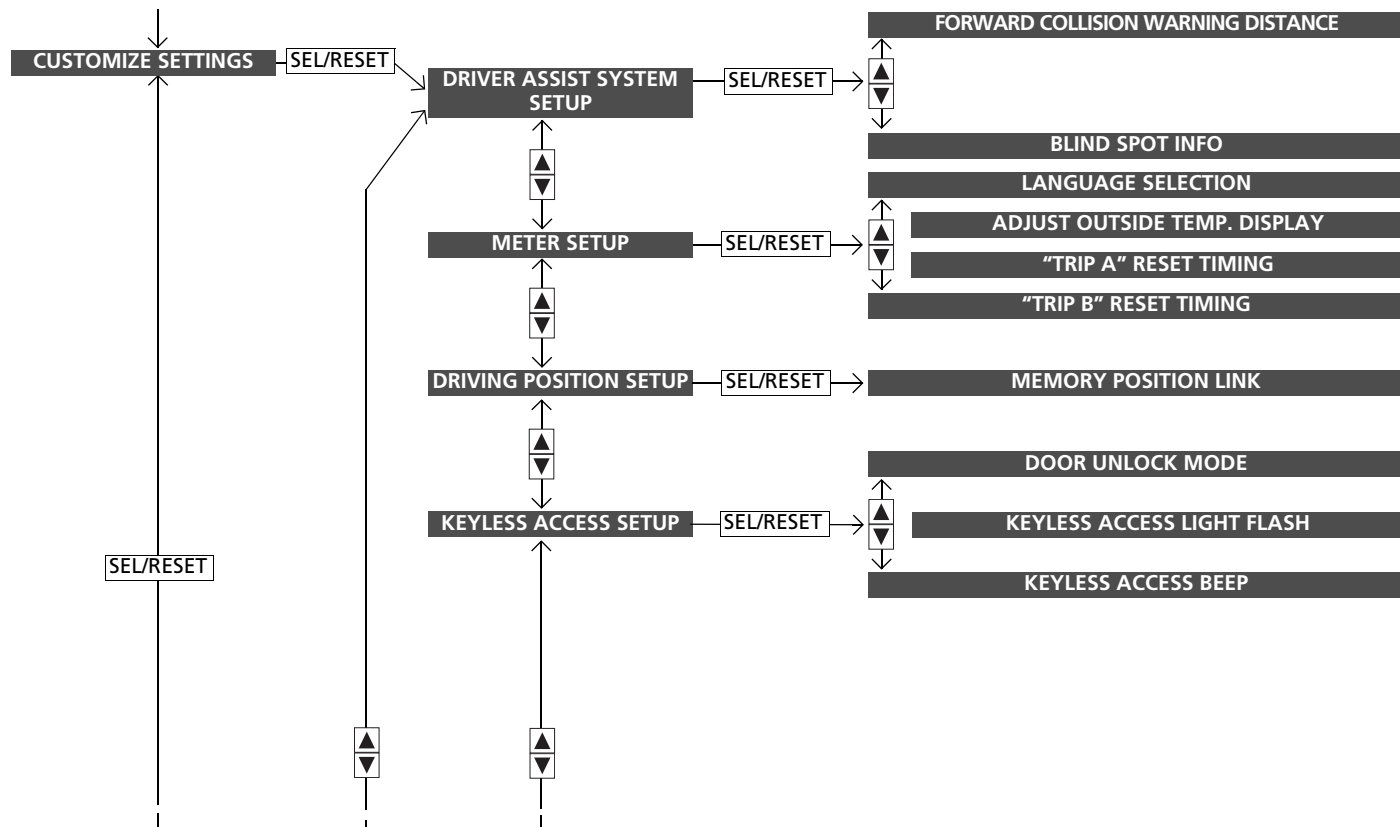 FORWARD COLLISION WARNING DISTANCE
CUSTOMIZE SETTINGS
SEL/RESET
DRIVER ASSIST SYSTEM
SETUP
SEL/RESET
BLIND SPOT INFO
LANGUAGE SELECTION
ADJUST OUTSIDE TEMP. DISPLAY
METER SETUP
SEL/RESET
“TRIP A” RESET TIMING
“TRIP B” RESET TIMING
DRIVING POSITION SETUP
SEL/RESET
MEMORY POSITION LINK
DOOR UNLOCK MODE
KEYLESS ACCESS SETUP
SEL/RESET
KEYLESS ACCESS LIGHT FLASH
SEL/RESET
KEYLESS ACCESS BEEP